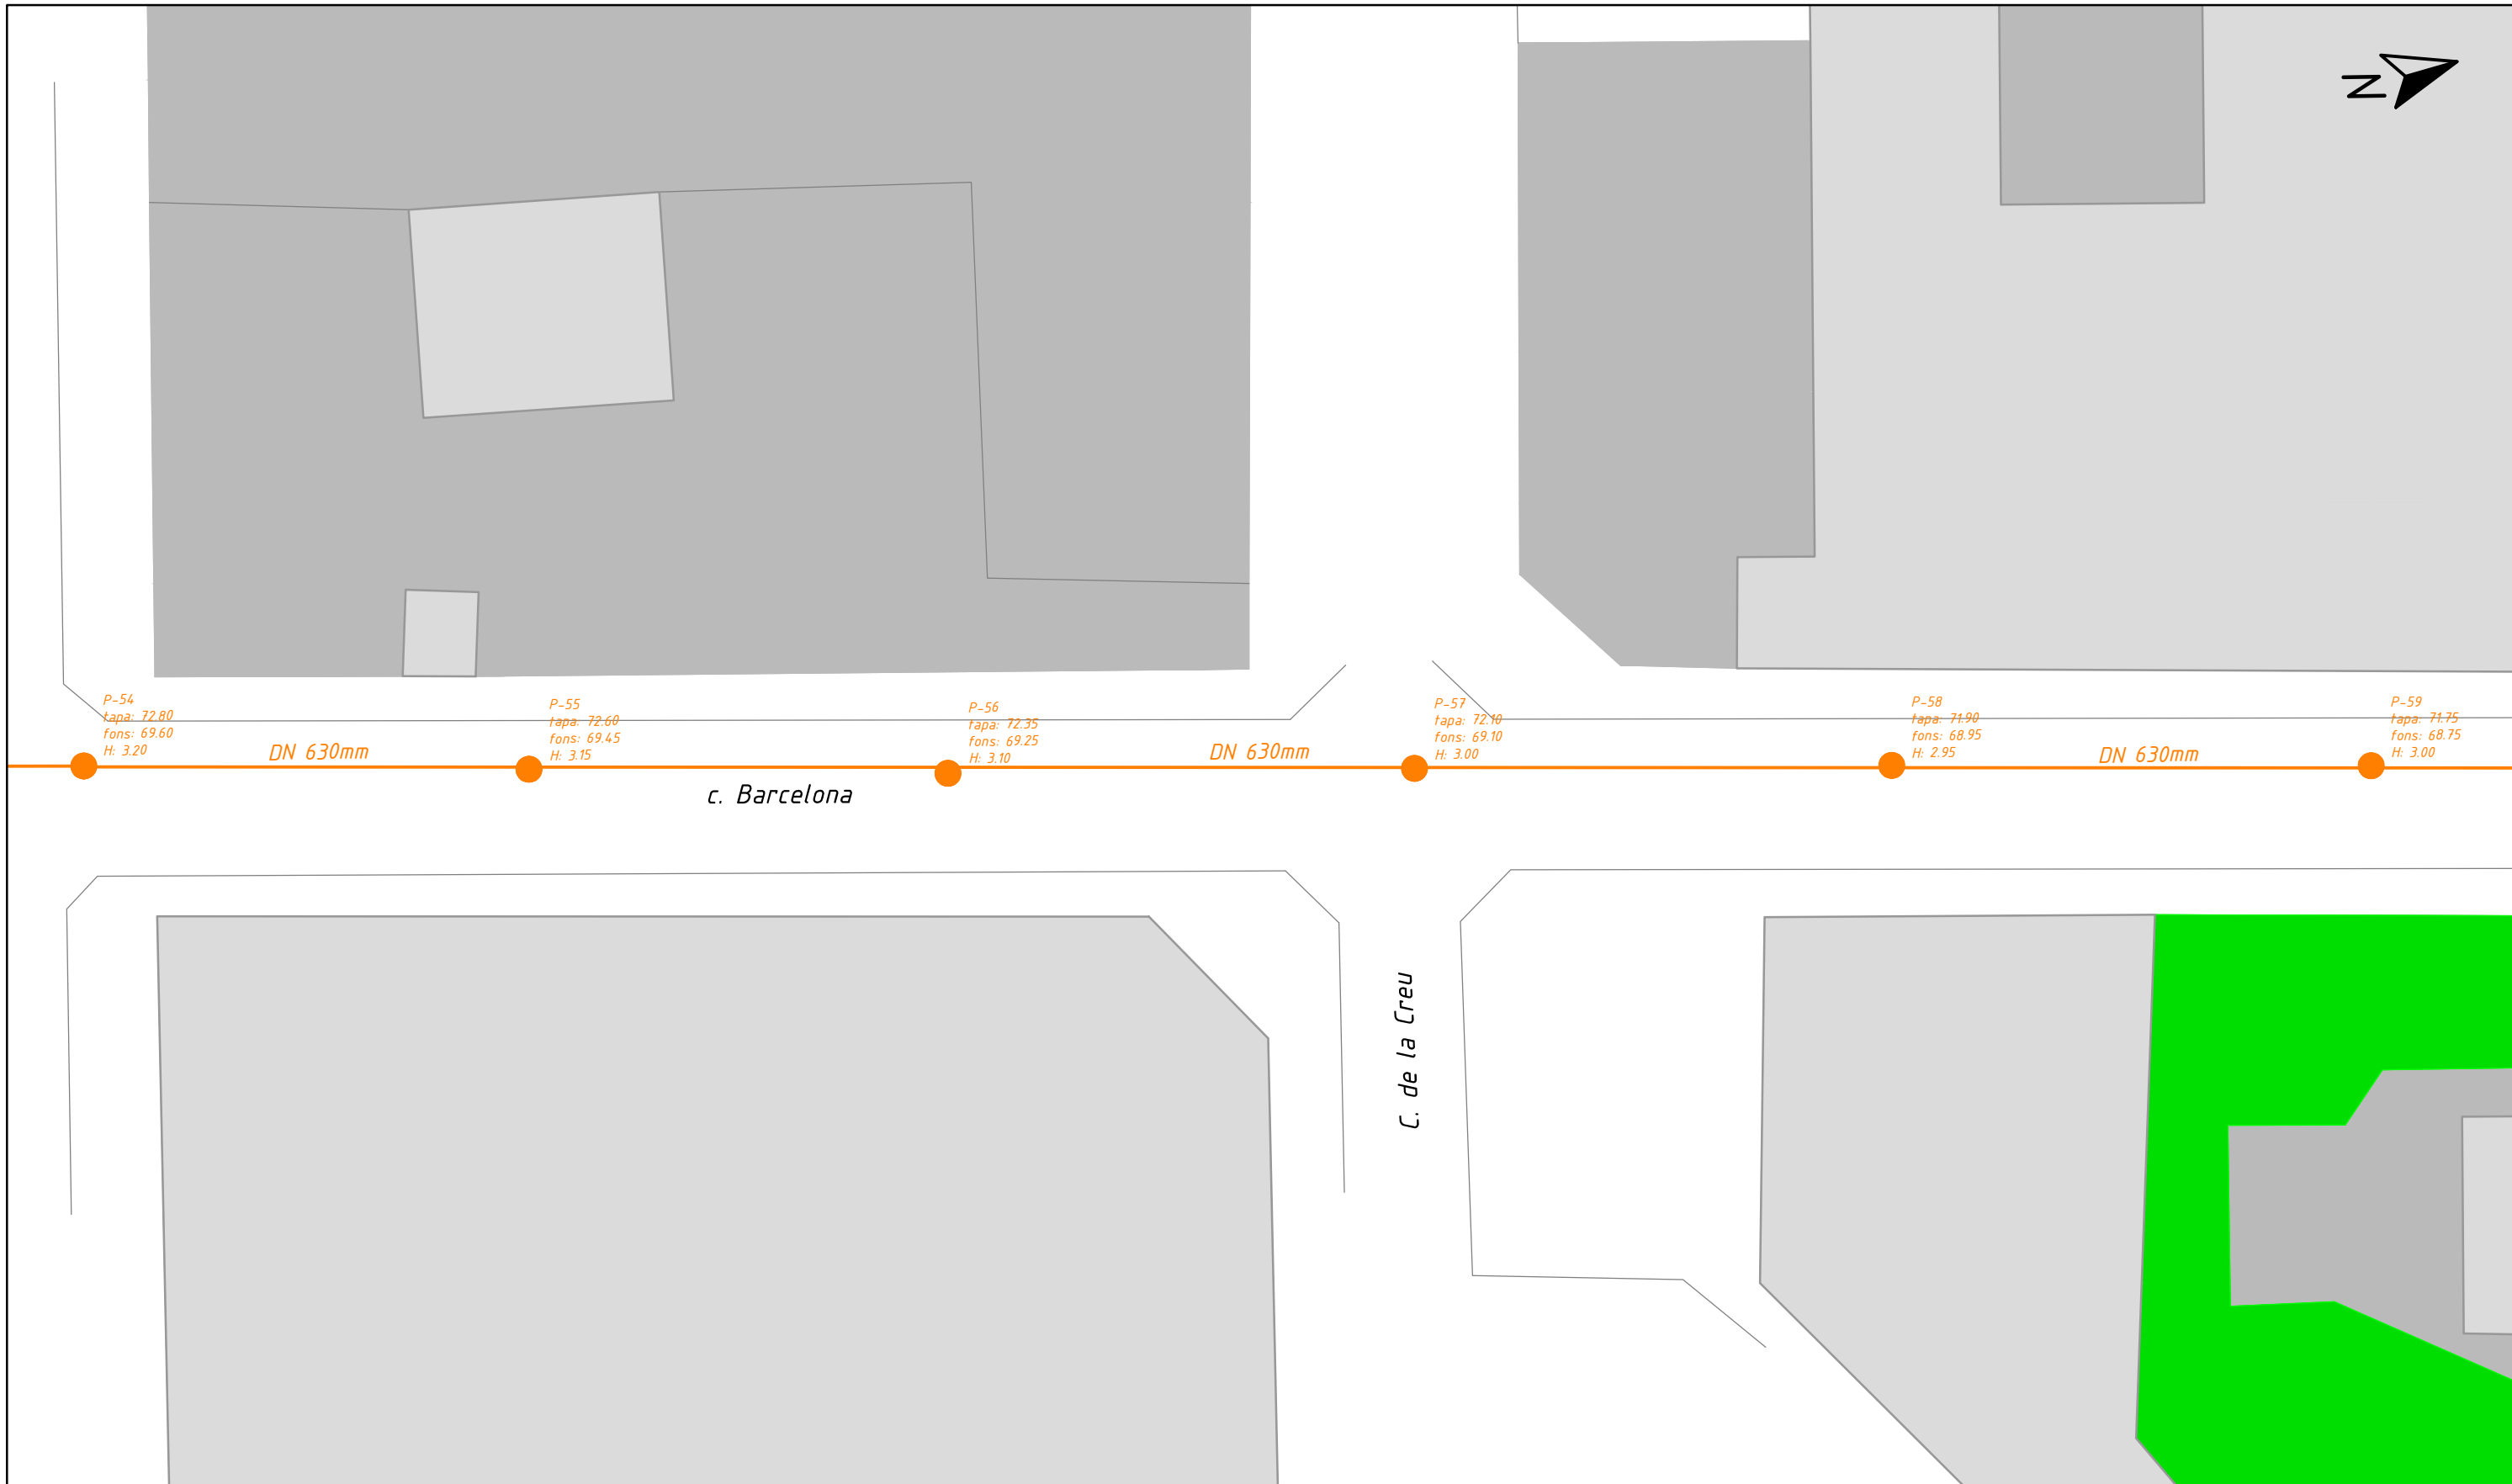 N
P-54
tapa: 72.80
fons: 69.60
H: 3.20
DN 630mm
P-55
tapa: 72.60
fons: 69.45
H: 3.15
P-56
tapa: 72.35
fons: 69.25
H: 3.10
DN 630mm
P-57
tapa: 72.10
fons: 69.10
H: 3.00
P-58
tapa: 71.90
fons: 68.95
H: 2.95
DN 630mm
P-59
tapa: 71.75
fons: 68.75
H: 3.00
c. Barcelona
C. de la Creu